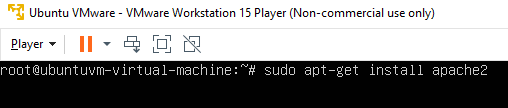 Ubuntu VMware - VMware Workstation 15 Player (Non-commercial use only)
Player
root@ubuntuvm-virtual-machine:~# sudo apt-get install apache2